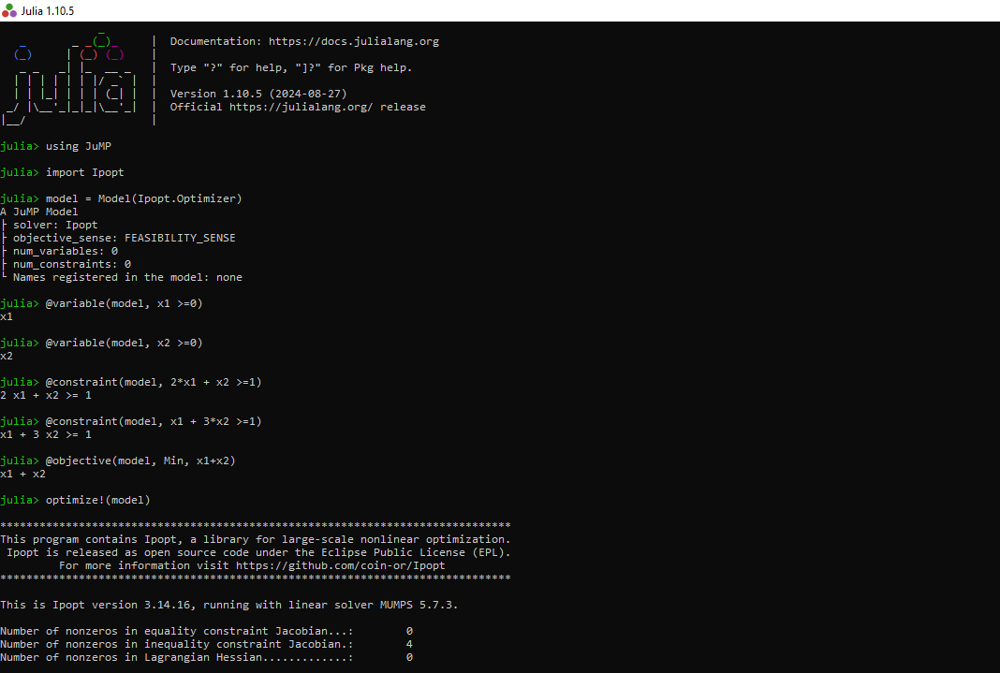 Julia 1.10.5
               _
   _       _ _(_)_     |  Documentation: https://docs.julialang.org
  (_)     | (_) (_)    |
   _ _   _| |_  __ _   |  Type "?" for help, "]?" for Pkg help.
  | | | | | | |/ _` |  |
  | | |_| | | | (_| |  |  Version 1.10.5 (2024-08-27)
 _/ |\__'_|_|_|\__'_|  |  Official https://julialang.org/ release
|__/                   |
julia> using JuMP
julia> import Ipopt
julia> model = Model(Ipopt.Optimizer)
A JuMP Model
├ solver: Ipopt
├ objective_sense: FEASIBILITY_SENSE
├ num_variables: 0
├ num_constraints: 0
└ Names registered in the model: none
julia> @variable(model, x1 >=0)
x1
julia> @variable(model, x2 >=0)
x2
julia> @constraint(model, 2*x1 + x2 >=1)
2 x1 + x2 >= 1
julia> @constraint(model, x1 + 3*x2 >=1)
x1 + 3 x2 >= 1
julia> @objective(model, Min, x1+x2)
x1 + x2
julia> optimize!(model)
******************************************************************************
This program contains Ipopt, a library for large-scale nonlinear optimization.
 Ipopt is released as open source code under the Eclipse Public License (EPL).
         For more information visit https://github.com/coin-or/Ipopt
******************************************************************************
This is Ipopt version 3.14.16, running with linear solver MUMPS 5.7.3.
Number of nonzeros in equality constraint Jacobian...:        0
Number of nonzeros in inequality constraint Jacobian.:        4
Number of nonzeros in Lagrangian Hessian.............:        0